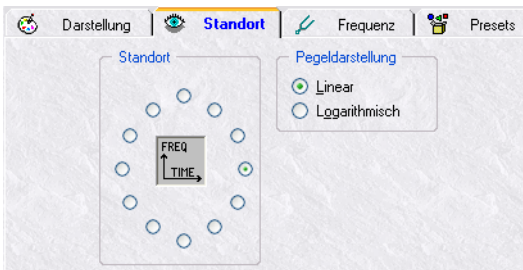 Darstellung Standort Frequenz Presets
Standort
Pegeldarstellung
Linear
Logarithmisch
FREQ
TIME